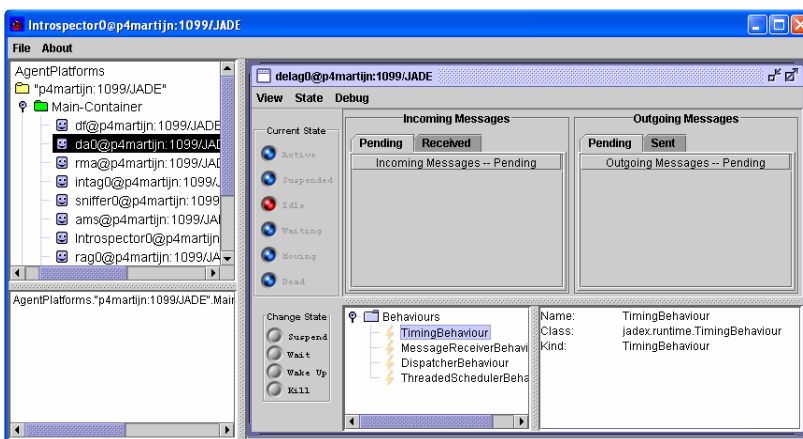 Introspector0@p4martijn:1099/JADE
File About
AgentPlatforms
"p4martijn:1099/JADE"
Main-Container
df@p4martijn:1099/JADE
da0@p4martijn:1099/JAD
rma@p4martijn:1099/JAD
intag0@p4martijn:1099/J
sniffer0@p4martijn:1099/
ams@p4martijn:1099/JAI
Introspector0@p4martijn
rag0@p4martijn:1099/JA
AgentPlatforms."p4martijn:1099/JADE".Mair
delag0@p4martijn:1099/JADE
View State Debug
Current State
Active
Suspended
Idle
Waiting
Moving
Dead
Incoming Messages
Pending Received
Incoming Messages -- Pending
Outgoing Messages
Pending Sent
Outgoing Messages -- Pending
Change State
Suspend
Wait
Wake Up
Kill
Behaviours
TimingBehaviour
MessageReceiverBehavi
DispatcherBehaviour
ThreadedSchedulerBeha
Name: TimingBehaviour
Class: jadex.runtime.TimingBehaviour
Kind: TimingBehaviour